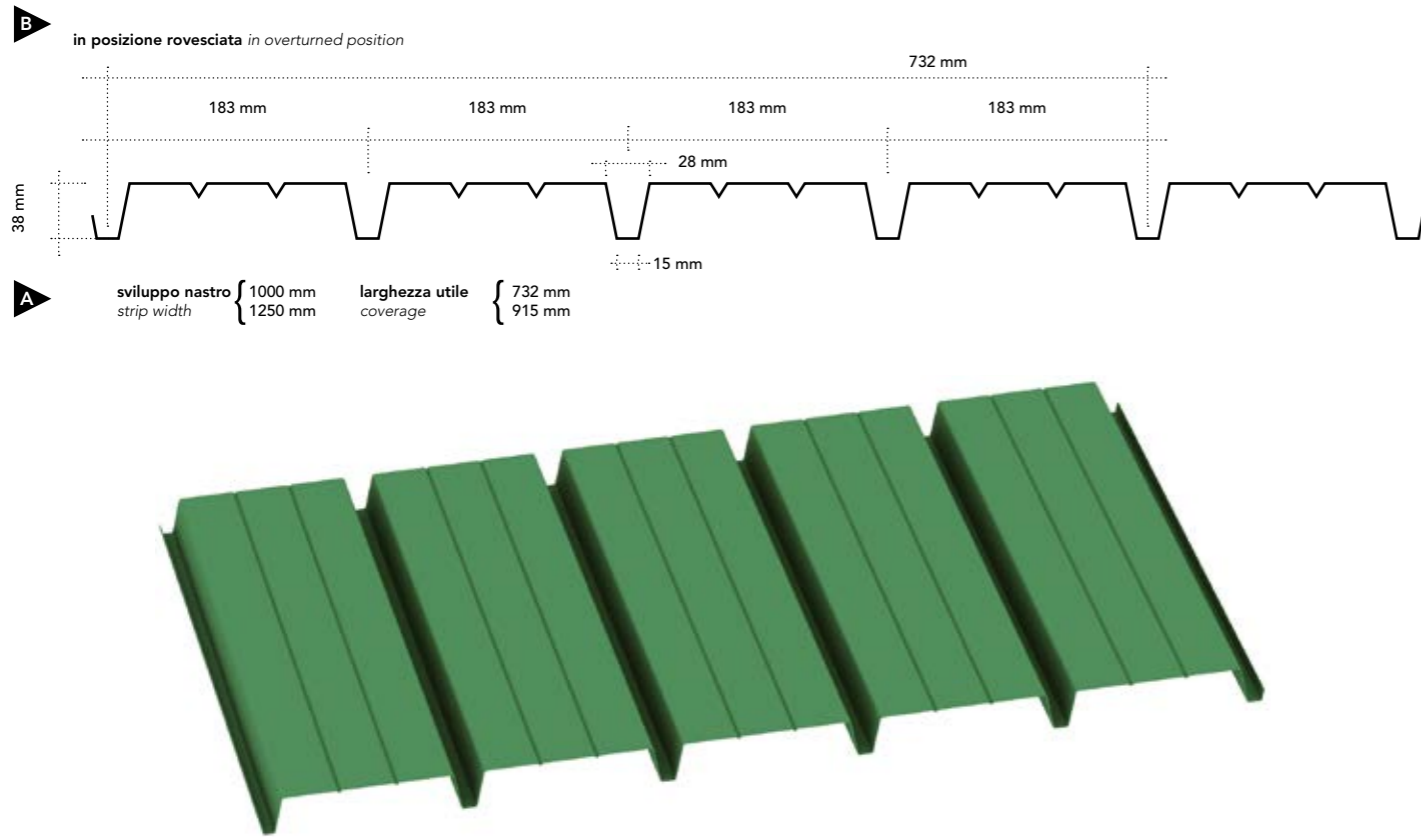 B
in posizione rovesciata in overturned position
732 mm
183 mm 183 mm 183 mm 183 mm
28 mm
38 mm
15 mm
A
sviluppo nastro { 1000 mm larghezza utile { 732 mm
strip width 1250 mm coverage 915 mm